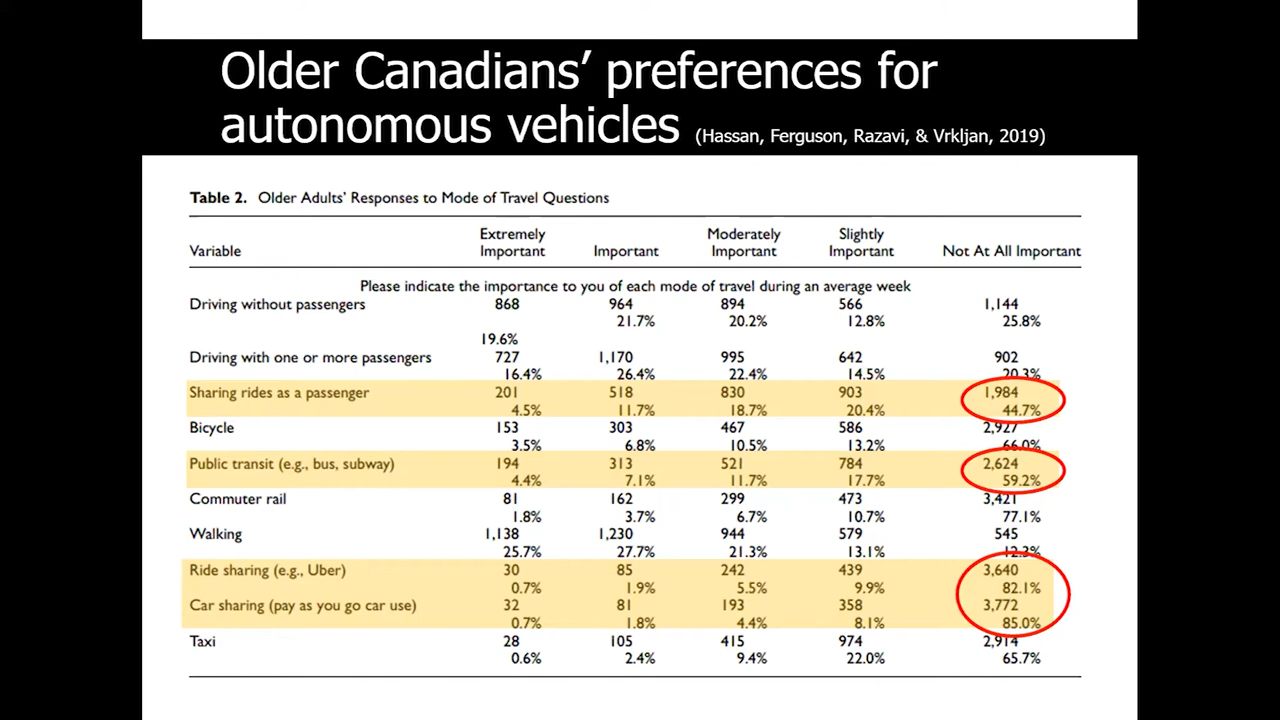 Older Canadians’ preferences for
autonomous vehicles (Hassan, Ferguson, Razavi, & Vrkljan, 2019)
Table 2. Older Adults’ Responses to Mode of Travel Questions
Extremely Moderately Slightly
Variable Important Important Important Important Not At All Important
Please indicate the importance to you of each mode of travel during an average week
Driving without passengers 868 964 894 566 1,144
21.7% 20.2% 12.8% 25.8%
19.6%
Driving with one or more passengers 727 1,170 995 642 902
16.4% 26.4% 22.4% 14.5% 20.3%
Sharing rides as a passenger 201 518 830 903 1,984
4.5% 11.7% 18.7% 20.4% 44.7%
Bicycle 153 303 467 586 2,927
3.5% 6.8% 10.5% 13.2% 66.0%
Public transit (e.g., bus, subway) 194 313 521 784 2,624
4.4% 7.1% 11.7% 17.7% 59.2%
Commuter rail 81 162 299 473 3,421
1.8% 3.7% 6.7% 10.7% 77.1%
Walking 1,138 1,230 944 579 545
25.7% 27.7% 21.3% 13.1% 12.3%
Ride sharing (e.g., Uber) 30 85 242 439 3,640
0.7% 1.9% 5.5% 9.9% 82.1%
Car sharing (pay as you go car use) 32 81 193 358 3,772
0.7% 1.8% 4.4% 8.1% 85.0%
Taxi 28 105 415 974 2,914
0.6% 2.4% 9.4% 22.0% 65.7%